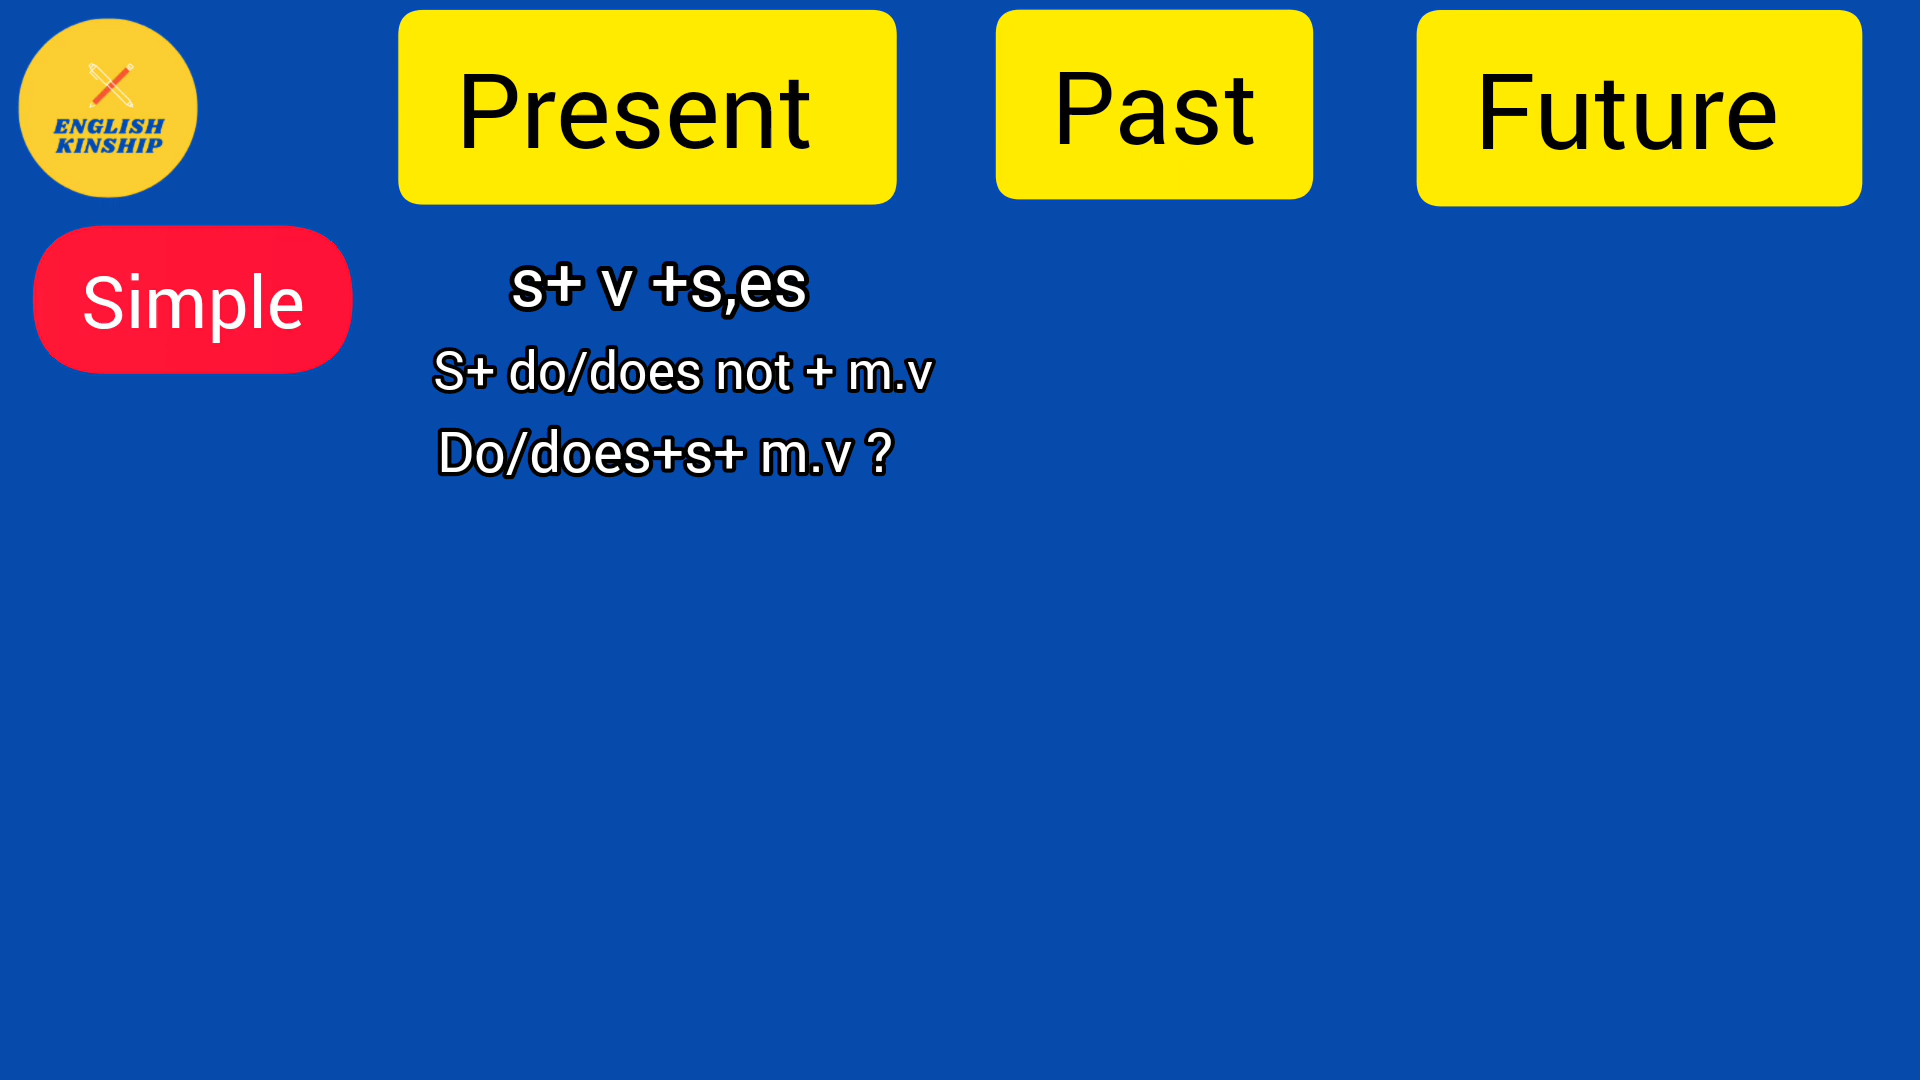 ENGLISH
KINSHIP
Present
Past
Future
Simple
s+ v +s,es
S+ do/does not + m.v
Do/does+s+ m.v ?